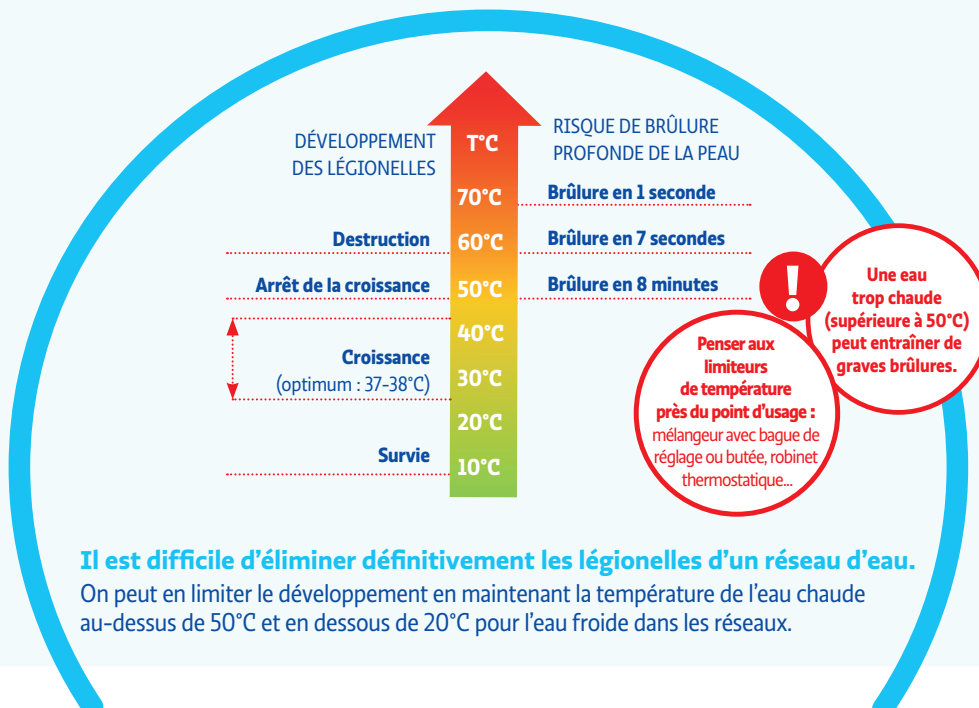 DÉVELOPPEMENT
DES LÉGIONELLES
T°C
RISQUE DE BRÛLURE
PROFONDE DE LA PEAU
70°C
Brûlure en 1 seconde
Destruction
60°C
Brûlure en 7 secondes
Arrêt de la croissance
50°C
Brûlure en 8 minutes
40°C
Croissance
(optimum : 37-38°C)
30°C
20°C
Survie
10°C
!
Une eau
trop chaude
(supérieure à 50°C)
peut entraîner de
graves brûlures.
Penser aux
limiteurs
de température
près du point d'usage :
mélangeur avec bague de
réglage ou butée, robinet
thermostatique...
Il est difficile d'éliminer définitivement les légionelles d'un réseau d'eau.
On peut en limiter le développement en maintenant la température de l'eau chaude
au-dessus de 50°C et en dessous de 20°C pour l'eau froide dans les réseaux.